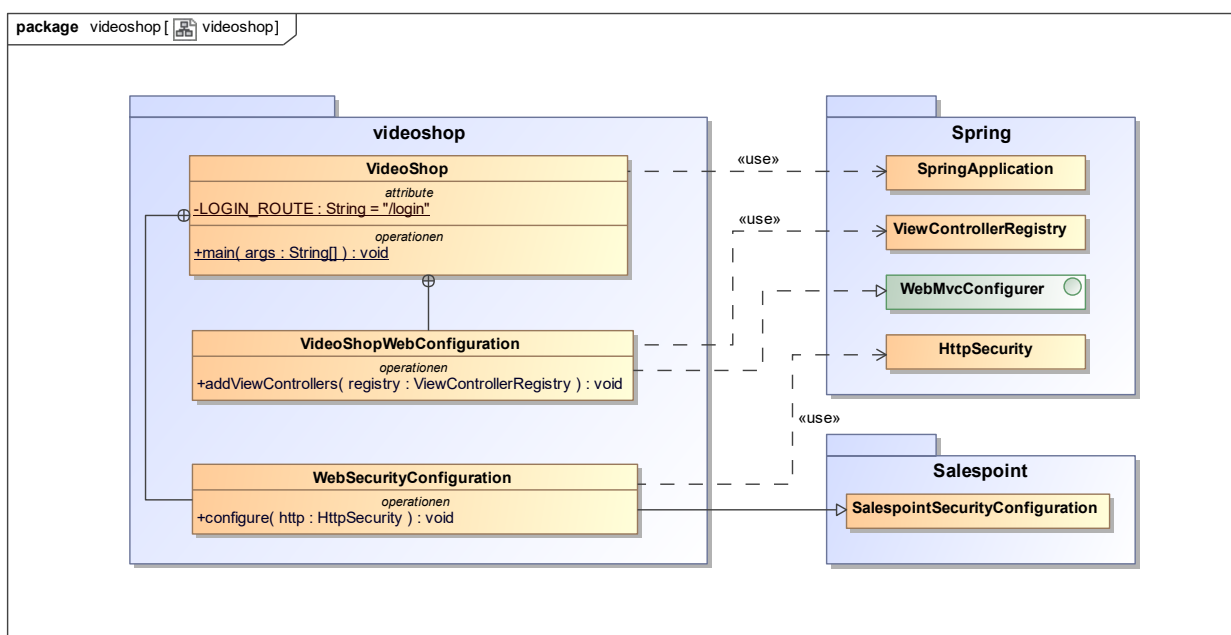 package videoshop [ videoshop]
videoshop
VideoShop
attribute
-LOGIN_ROUTE : String = "/login"
operationen
+main( args : String[] ) : void
VideoShopWebConfiguration
operationen
+addViewControllers( registry : ViewControllerRegistry ) : void
WebSecurityConfiguration
operationen
+configure( http : HttpSecurity ) : void
«use»
«use»
«use»
Spring
SpringApplication
ViewControllerRegistry
WebMvcConfigurer
HttpSecurity
Salespoint
SalespointSecurityConfiguration